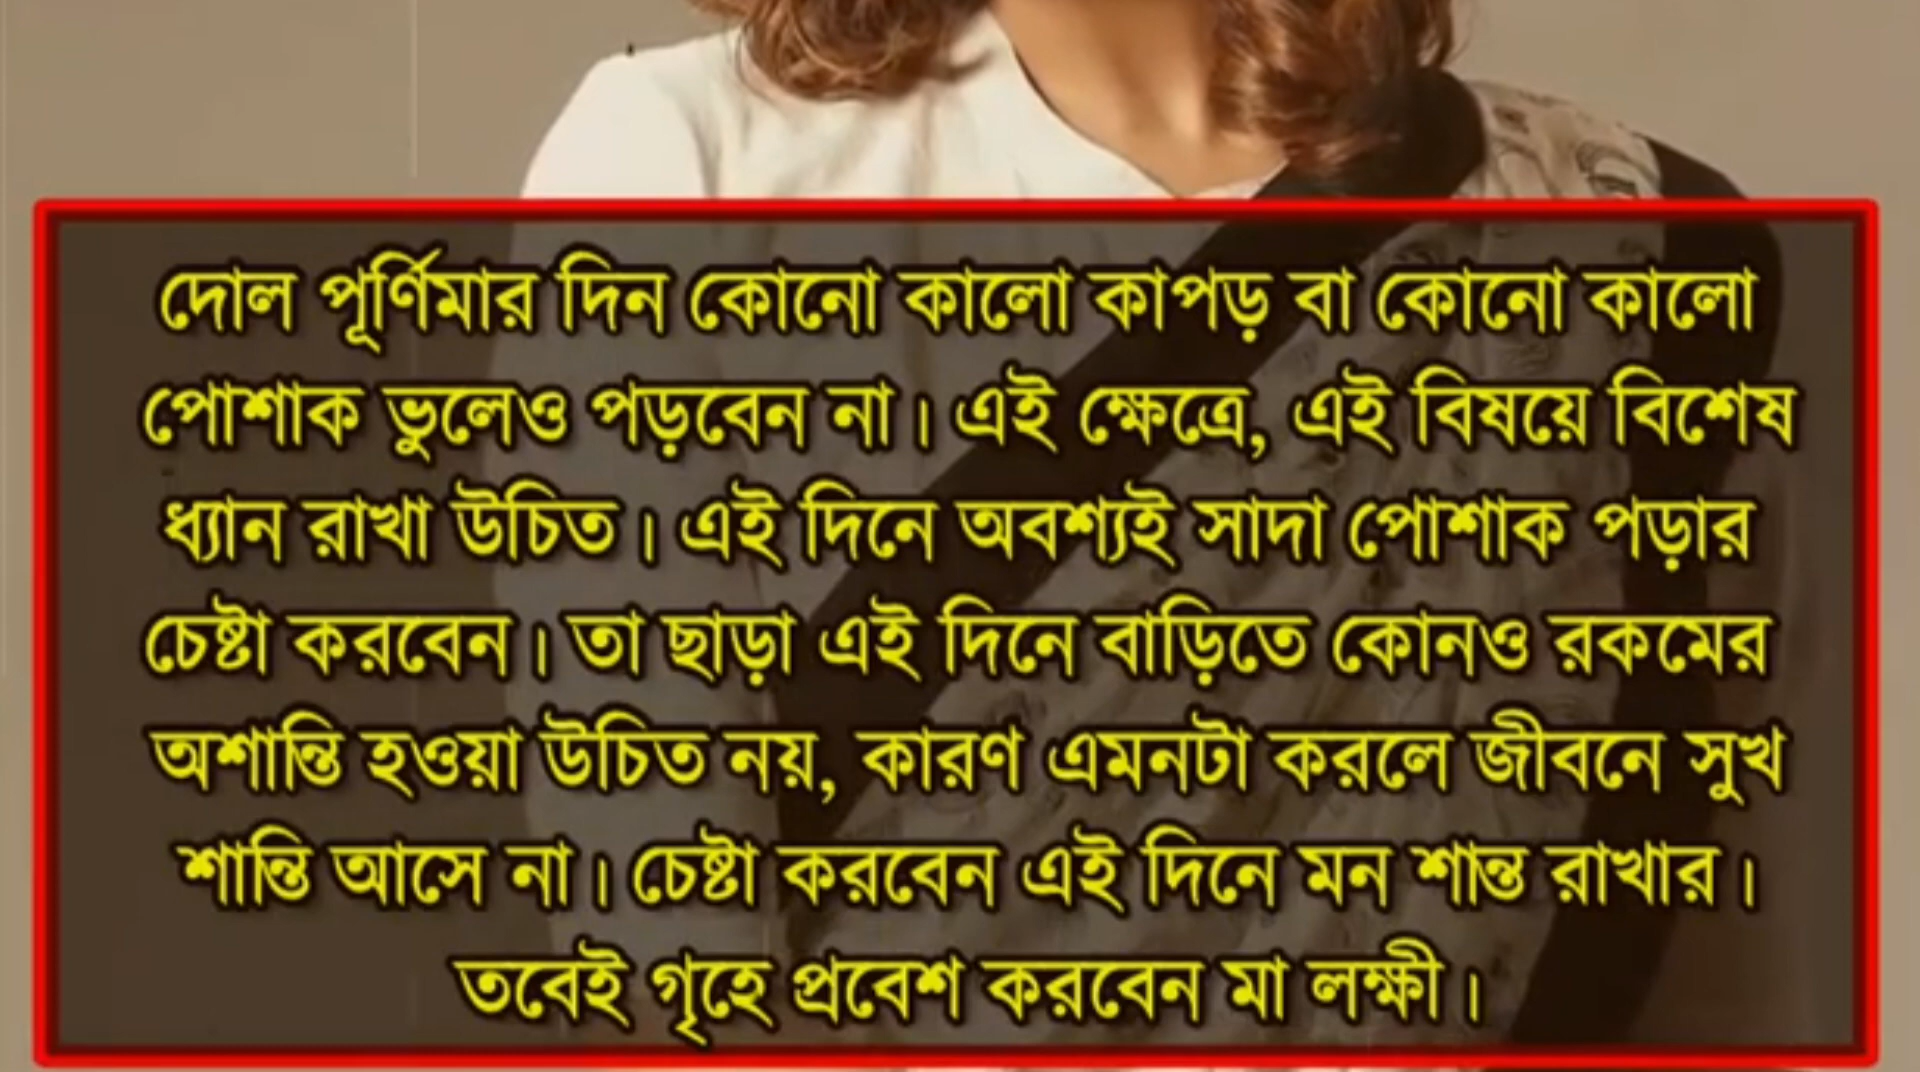 দোল পূর্ণিমার দিন কোনো কালো কাপড় বা কোনো কালো
পোশাক ভুলেও পড়বেন না। এই ক্ষেত্রে, এই বিষয়ে বিশেষ
ধ্যান রাখা উচিত। এই দিনে অবশ্যই সাদা পোশাক পড়ার
চেষ্টা করবেন। তা ছাড়া এই দিনে বাড়িতে কোনও রকমের
অশান্তি হওয়া উচিত নয়, কারণ এমনটা করলে জীবনে সুখ
শান্তি আসে না। চেষ্টা করবেন এই দিনে মন শান্ত রাখার।
তবেই গৃহে প্রবেশ করবেন মা লক্ষী।